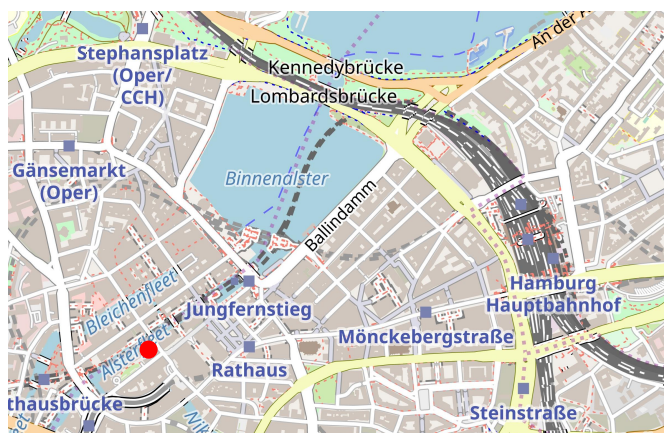 Stephansplatz
(Oper/
CCH)
An der
Kennedybrücke
Lombardsbrücke
Gänsemarkt
(Oper)
Binnenalster
Ballindamm
Bleichenfleet
Jungfernstieg
Hamburg
Hauptbahnhof
Mönckebergstraße
Alsterfleet
Rathaus
thausbrücke
Steinstraße